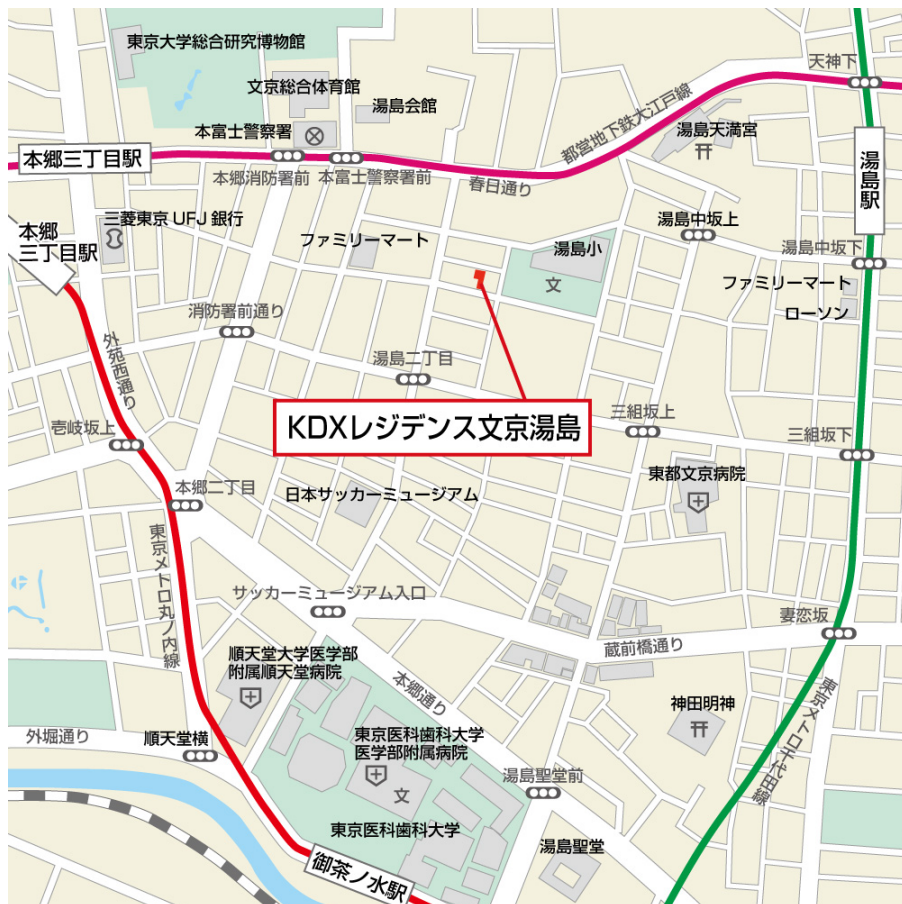 東京大学総合研究博物館
文京総合体育館
湯島会館
本富士警察署
天神下
都営地下鉄大江戸線
湯島天満宮
本郷三丁目駅
本郷消防署前
本富士警察署前
春日通り
湯島駅
三菱東京UFJ銀行
本郷
三丁目駅
ファミリーマート
湯島小
文
湯島中坂上
湯島中坂下
ファミリーマート
ローソン
消防署前通り
外苑西通り
湯島二丁目
KDXレジデンス文京湯島
三組坂上
三組坂下
壱岐坂上
本郷二丁目
日本サッカーミュージアム
東都文京病院
東京メトロ丸ノ内線
サッカーミュージアム入口
妻恋坂
蔵前橋通り
順天堂大学医学部
附属順天堂病院
本郷通り
神田明神
東京メトロ千代田線
外堀通り
順天堂横
東京医科歯科大学
医学部附属病院
文
湯島聖堂前
東京医科歯科大学
湯島聖堂
御茶ノ水駅